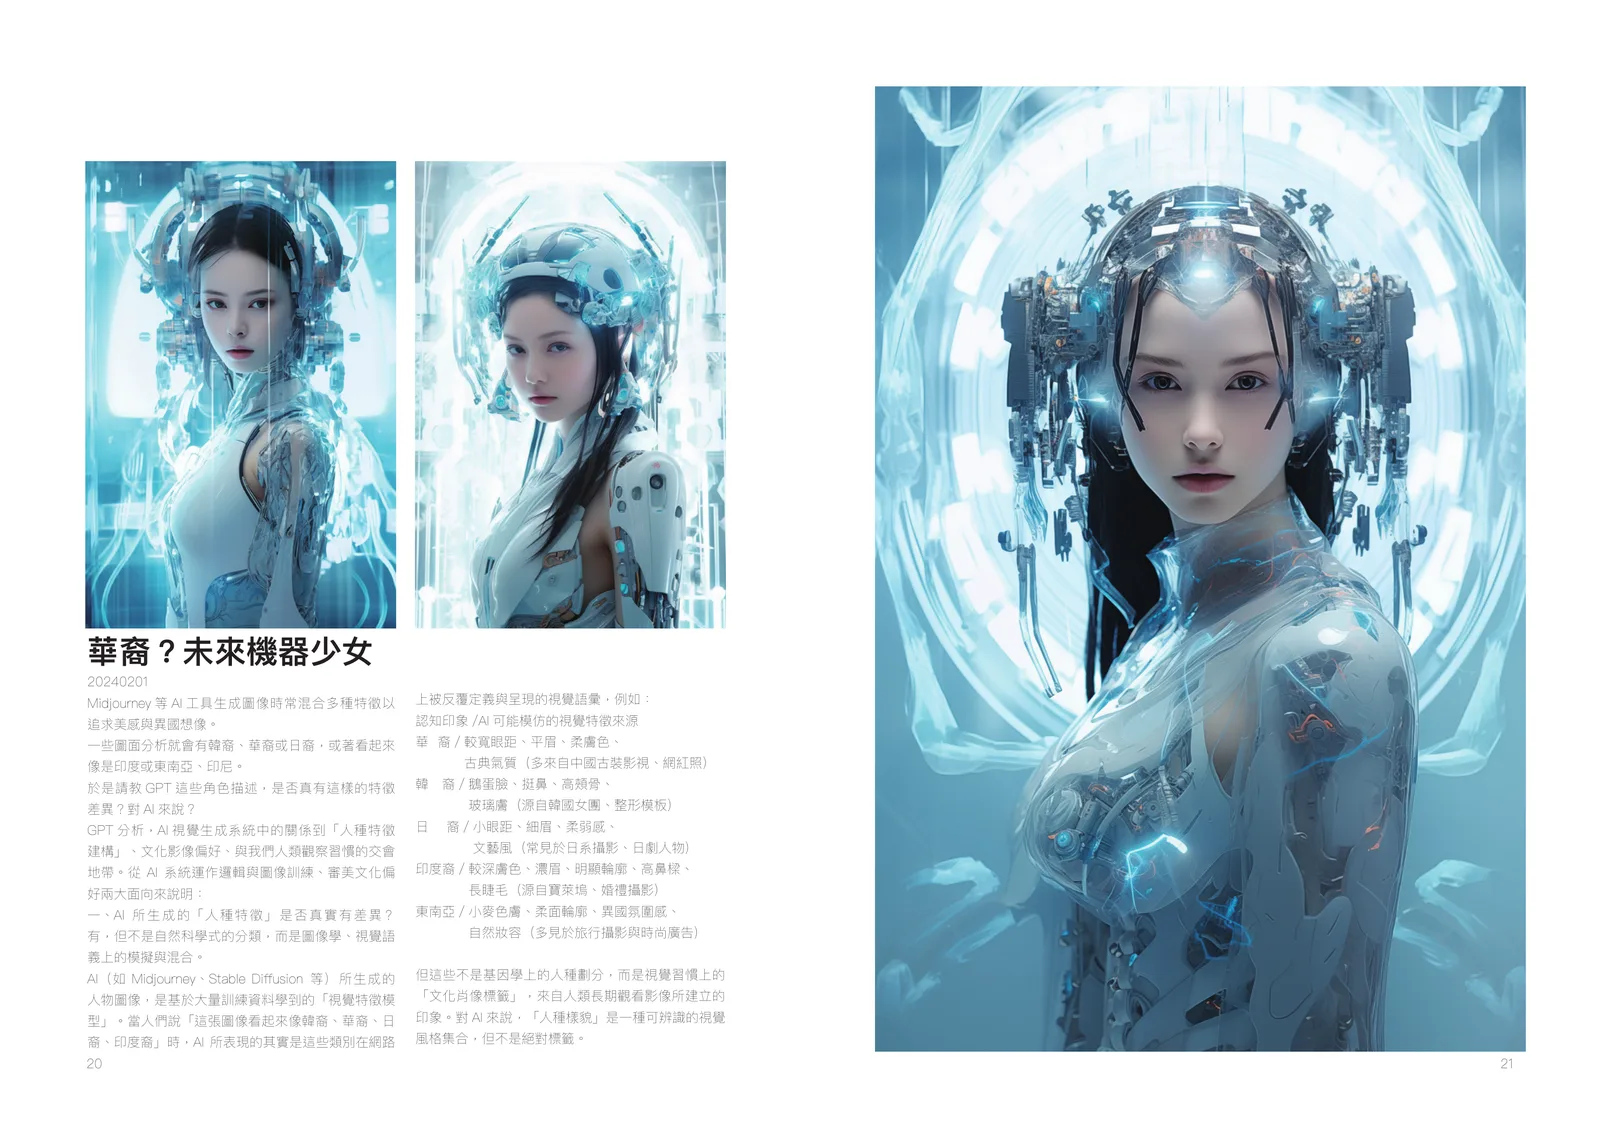 華裔？未來機器少女
20240201
Midjourney 等 AI 工具生成圖像時常混合多種特徵以
追求美感與異國想像。
一些圖面分析就會有韓裔、華裔或日裔，或著看起來
像是印度或東南亞、印尼。
於是請教 GPT 這些角色描述，是否真有這樣的特徵
差異？對 AI 來說？
GPT 分析，AI 視覺生成系統中的關係到「人種特徵
建構」、文化影像偏好、與我們人類觀察習慣的交會
地帶。從 AI 系統運作邏輯與圖像訓練、審美文化偏
好兩大面向來說明：
一、AI 所生成的「人種特徵」是否真實有差異？
有，但不是自然科學式的分類，而是圖像學、視覺語
義上的模擬與混合。
AI（如 Midjourney、Stable Diffusion 等）所生成的
人物圖像，是基於大量訓練資料學到的「視覺特徵模
型」。當人們說「這張圖像看起來像韓裔、華裔、日
裔、印度裔」時，AI 所表現的其實是這些類別在網路
20
上被反覆定義與呈現的視覺語彙，例如：
認知印象 /AI 可能模仿的視覺特徵來源
華 裔 / 較寬眼距、平眉、柔膚色、
古典氣質（多來自中國古裝影視、網紅照）
韓 裔 / 鵝蛋臉、挺鼻、高頰骨、
玻璃膚（源自韓國女團、整形模板）
日 裔 / 小眼距、細眉、柔弱感、
文藝風（常見於日系攝影、日劇人物）
印度裔 / 較深膚色、濃眉、明顯輪廓、高鼻樑、
長睫毛（源自寶萊塢、婚禮攝影）
東南亞 / 小麥色膚、柔面輪廓、異國氛圍感、
自然妝容（多見於旅行攝影與時尚廣告）
但這些不是基因學上的人種劃分，而是視覺習慣上的
「文化肖像標籤」，來自人類長期觀看影像所建立的
印象。對 AI 來說，「人種樣貌」是一種可辨識的視覺
風格集合，但不是絕對標籤。
21